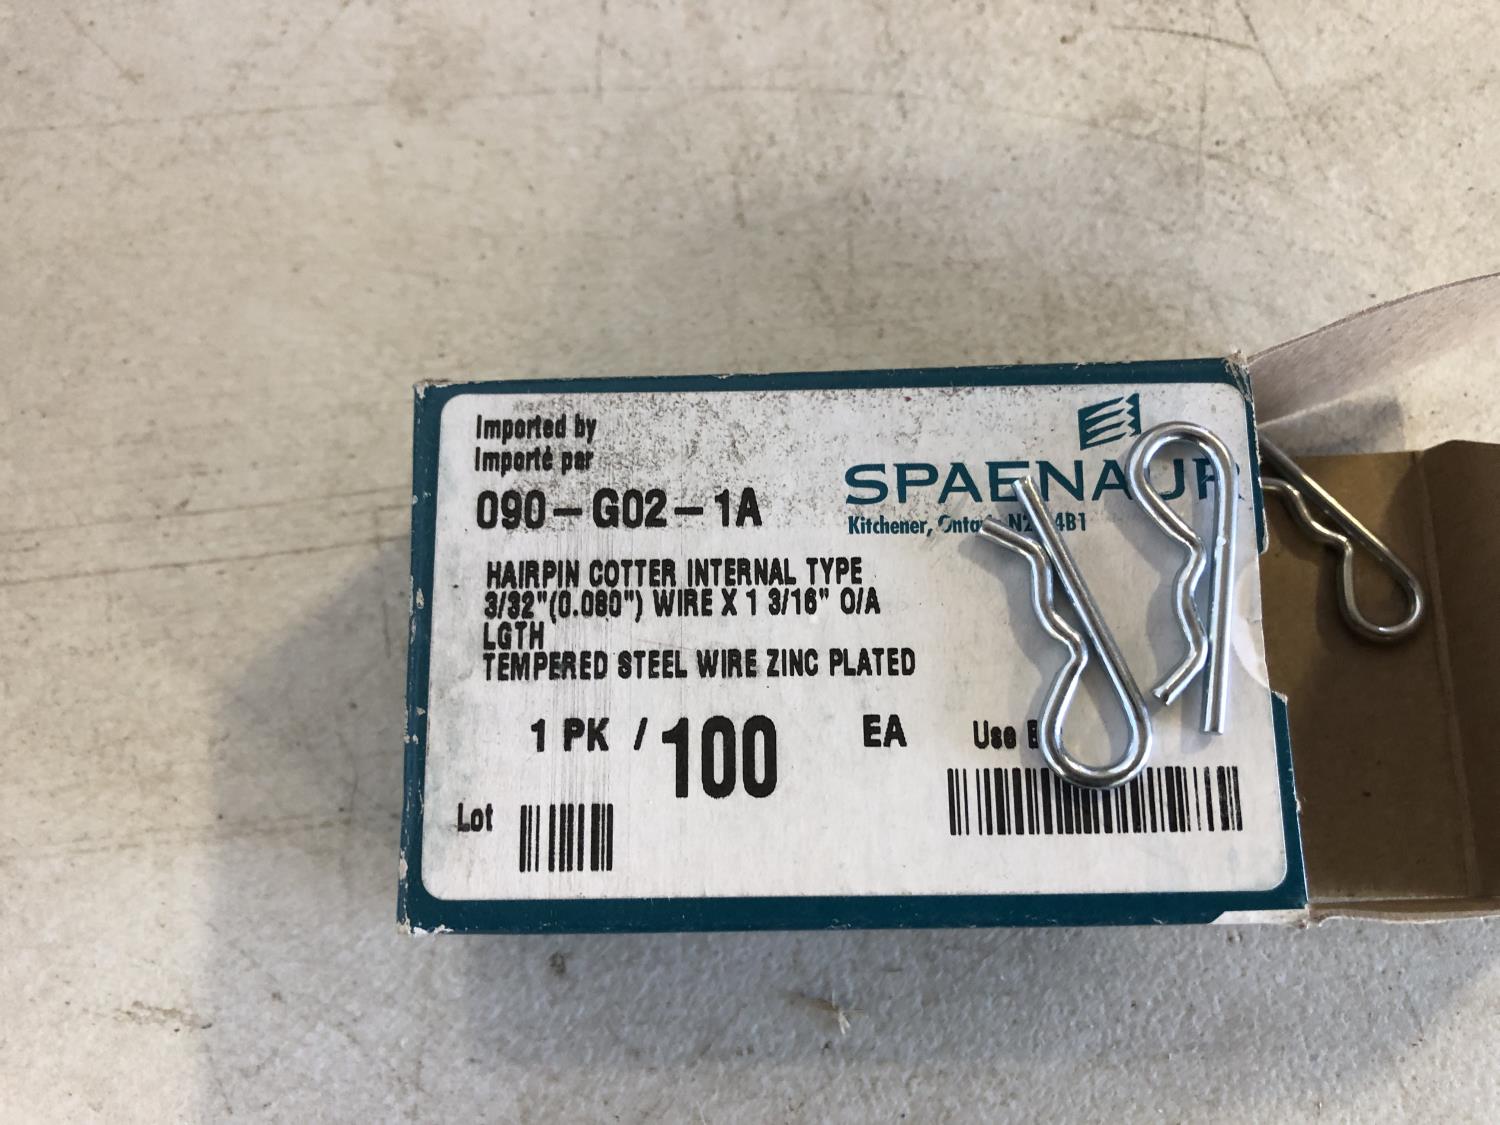 Imported by
Importé par
SPAENAUR
090-G02-1A
Kitchener, 4B1
HAIRPIN COTTER INTERNAL TYPE
3/32"(0.080") WIRE X 1 3/16" O/A
LGTH
TEMPERED STEEL WIRE ZINC PLATED
1 PK / 100 EA
Use
Lot